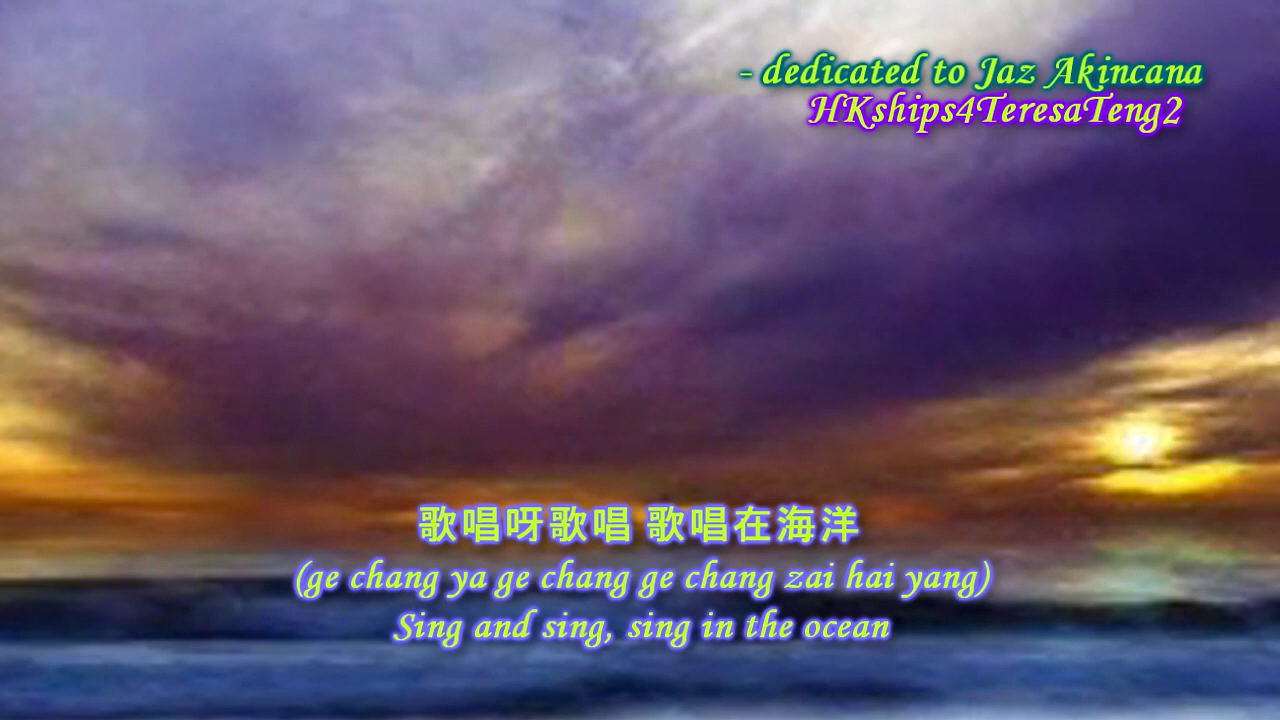 - dedicated to Jaz Akincana
HKships4TeresaTeng2
歌唱呀歌唱 歌唱在海洋
(ge chang ya ge chang ge chang zai hai yang)
Sing and sing, sing in the ocean